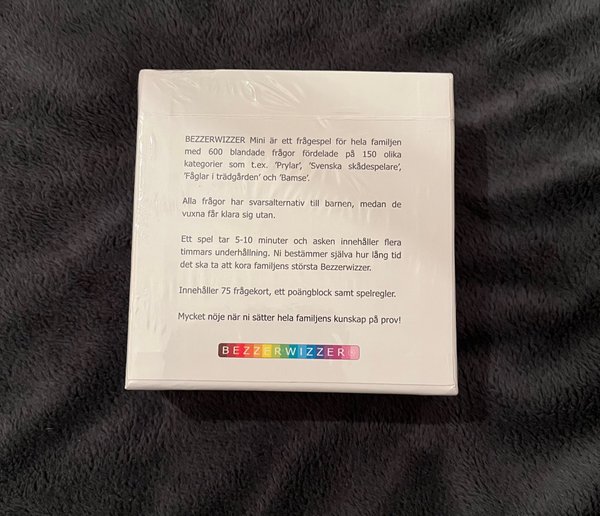 BEZZERWIZZER Mini är ett frågespel för hela familjen
med 600 blandade frågor fördelade på 150 olika
kategorier som t.ex. 'Prylar', 'Svenska skådespelare',
'Fåglar i trädgården' och 'Bamse'.
Alla frågor har svarsalternativ till barnen, medan de
vuxna får klara sig utan.
Ett spel tar 5-10 minuter och asken innehåller flera
timmars underhållning. Ni bestämmer själva hur lång tid
det ska ta att kora familjens största Bezzerwizzer.
Innehåller 75 frågekort, ett poängblock samt spelregler.
Mycket nöje när ni sätter hela familjens kunskap på prov!
BEZZERWIZZER®